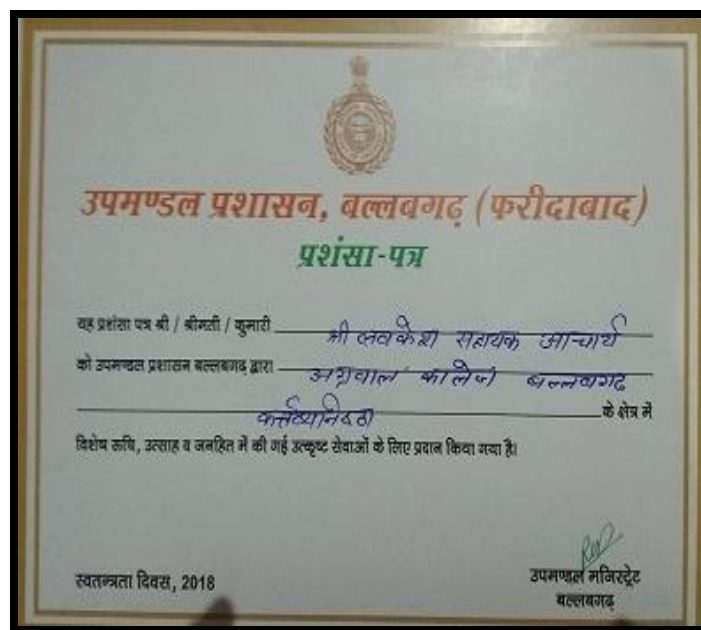 उपमण्डल प्रशासन, बल्लबगढ़ (फरीदाबाद)
प्रशंसा-पत्र
यह प्रशंसा पत्र श्री / श्रीमती / कुमारी श्री लवकेश सहायक आचार्य
को उपमण्डल प्रशासन बल्लबगढ़ द्वारा अग्रवाल कालेज बल्लबगढ़
कर्त्तव्यनिष्ठा के क्षेत्र में
विशेष रूचि, उत्साह व जनहित में की गई उत्कृष्ट सेवाओं के लिए प्रदान किया गया है।
स्वतन्त्रता दिवस, 2018
उपमण्डल मजिस्ट्रेट
बल्लबगढ़